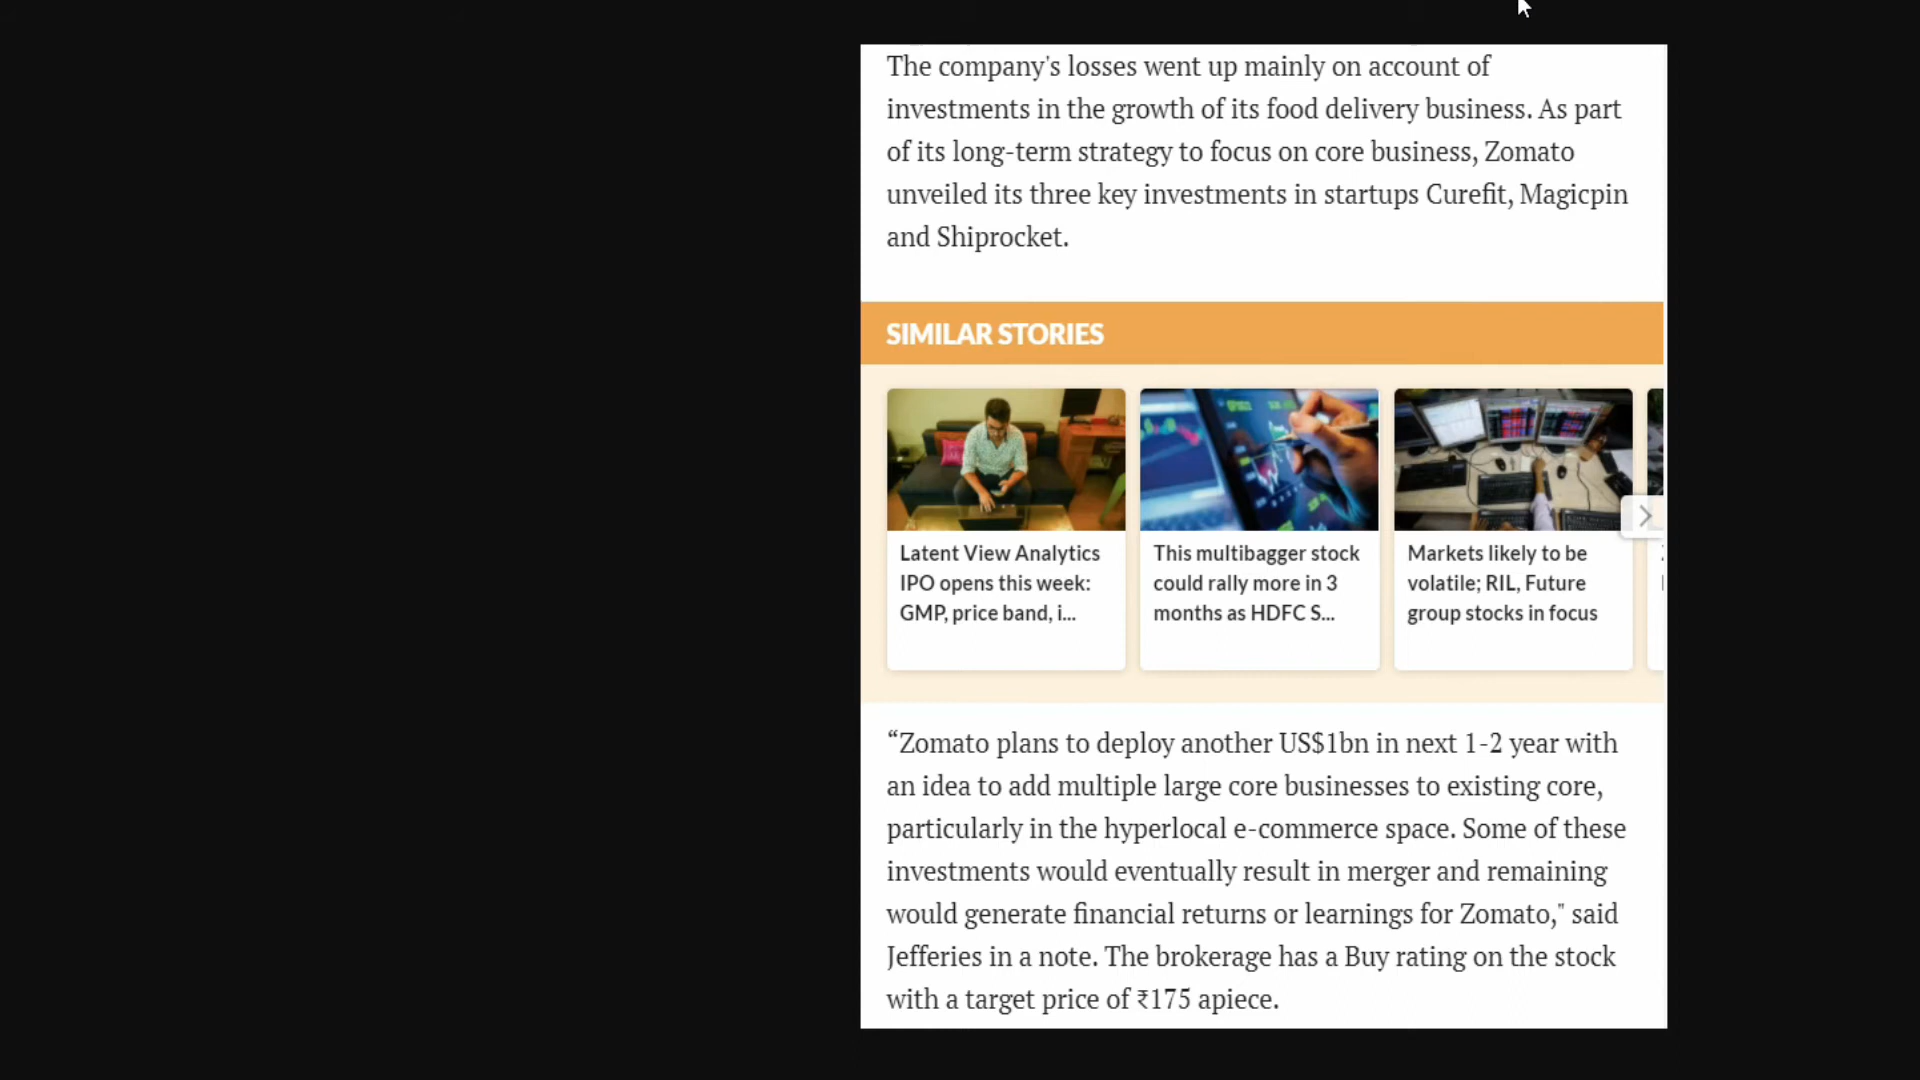 The company's losses went up mainly on account of
investments in the growth of its food delivery business. As part
of its long-term strategy to focus on core business, Zomato
unveiled its three key investments in startups Curefit, Magicpin
and Shiprocket.
SIMILAR STORIES
Latent View Analytics
IPO opens this week:
GMP, price band, i...
This multibagger stock
could rally more in 3
months as HDFC S...
Markets likely to be
volatile; RIL, Future
group stocks in focus
“Zomato plans to deploy another US$1bn in next 1-2 year with
an idea to add multiple large core businesses to existing core,
particularly in the hyperlocal e-commerce space. Some of these
investments would eventually result in merger and remaining
would generate financial returns or learnings for Zomato," said
Jefferies in a note. The brokerage has a Buy rating on the stock
with a target price of ₹175 apiece.